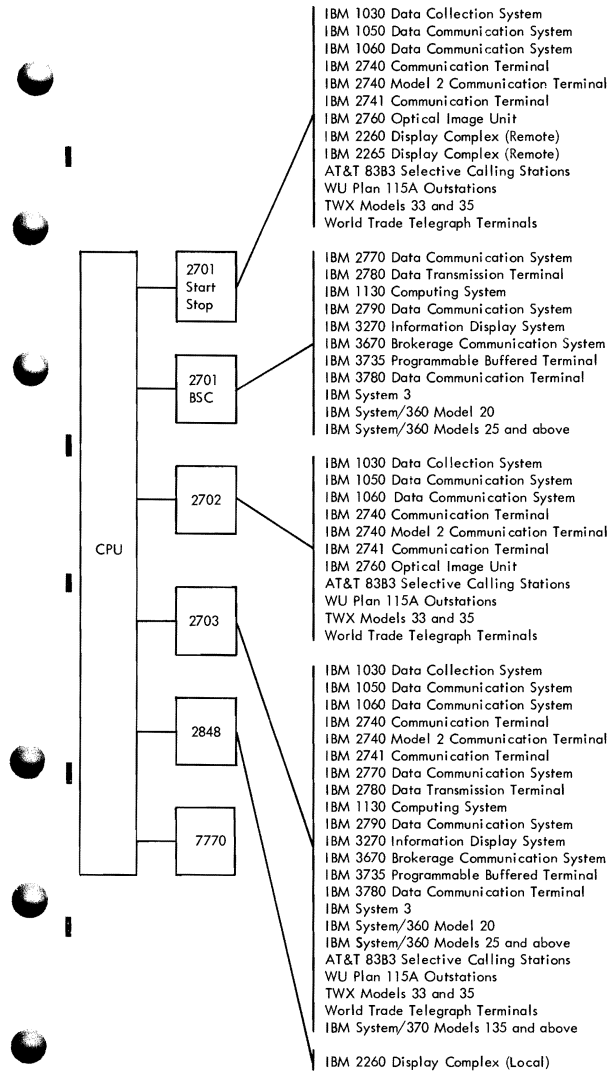 IBM 1030 Data Collection System
IBM 1050 Data Communication System
IBM 1060 Data Communication System
IBM 2740 Communication Terminal
IBM 2740 Model 2 Communication Terminal
IBM 2741 Communication Terminal
IBM 2760 Optical Image Unit
IBM 2260 Display Complex (Remote)
IBM 2265 Display Complex (Remote)
AT&T 83B3 Selective Calling Stations
WU Plan 115A Outstations
TWX Models 33 and 35
World Trade Telegraph Terminals
2701
Start
Stop
IBM 2770 Data Communication System
IBM 2780 Data Transmission Terminal
IBM 1130 Computing System
IBM 2790 Data Communication System
IBM 3270 Information Display System
IBM 3670 Brokerage Communication System
IBM 3735 Programmable Buffered Terminal
IBM 3780 Data Communication Terminal
IBM System 3
IBM System/360 Model 20
IBM System/360 Models 25 and above
2701
BSC
IBM 1030 Data Collection System
IBM 1050 Data Communication System
IBM 1060 Data Communication System
IBM 2740 Communication Terminal
IBM 2740 Model 2 Communication Terminal
IBM 2741 Communication Terminal
IBM 2760 Optical Image Unit
AT&T 83B3 Selective Calling Stations
WU Plan 115A Outstations
TWX Models 33 and 35
World Trade Telegraph Terminals
2702
CPU
2703
IBM 1030 Data Collection System
IBM 1050 Data Communication System
IBM 1060 Data Communication System
IBM 2740 Communication Terminal
IBM 2740 Model 2 Communication Terminal
IBM 2741 Communication Terminal
IBM 2770 Data Communication System
IBM 2780 Data Transmission Terminal
IBM 1130 Computing System
IBM 2790 Data Communication System
IBM 3270 Information Display System
IBM 3670 Brokerage Communication System
IBM 3735 Programmable Buffered Terminal
IBM 3780 Data Communication Terminal
IBM System 3
IBM System/360 Model 20
IBM System/360 Models 25 and above
AT&T 83B3 Selective Calling Stations
WU Plan 115A Outstations
TWX Models 33 and 35
World Trade Telegraph Terminals
IBM System/370 Models 135 and above
2848
7770
IBM 2260 Display Complex (Local)